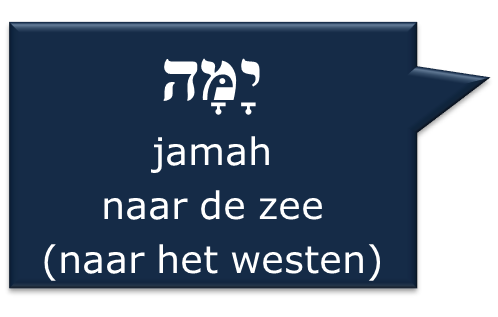 יָמָּה
jamah
naar de zee
(naar het westen)